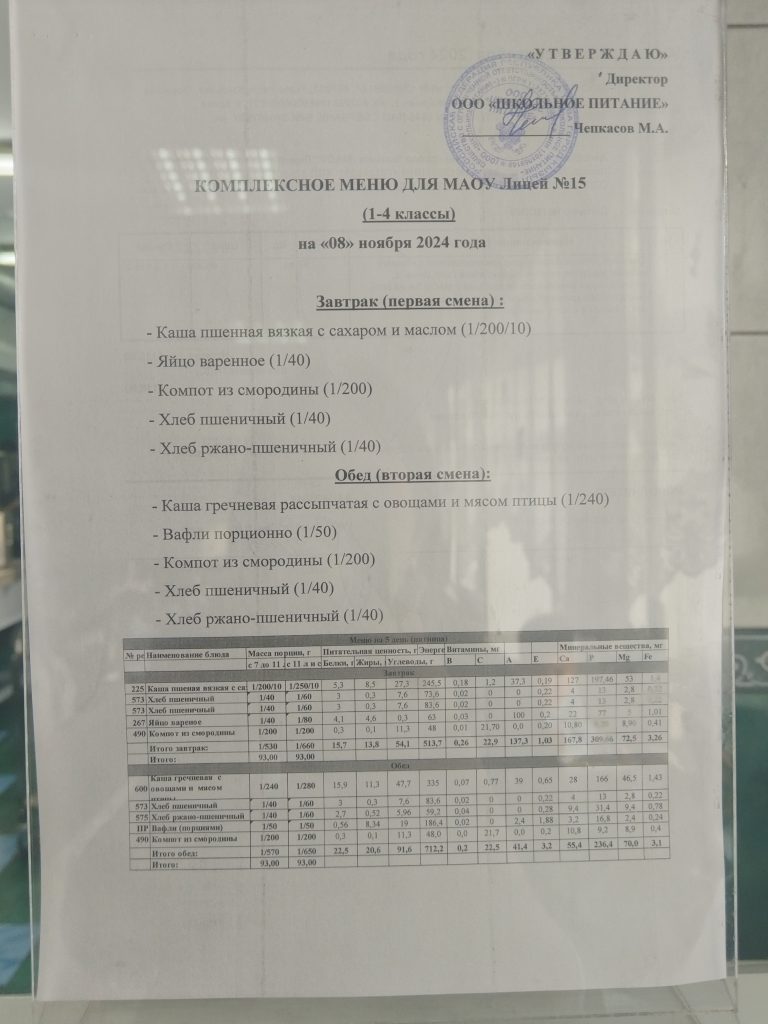 «У Т В Е Р Ж Д А Ю»
Директор
ООО «ШКОЛЬНОЕ ПИТАНИЕ»
Чепкасов М.А.
КОМПЛЕКСНОЕ МЕНЮ ДЛЯ МАОУ Лицей №15
(1-4 классы)
на «08» ноября 2024 года
Завтрак (первая смена) :
- Каша пшенная вязкая с сахаром и маслом (1/200/10)
- Яйцо варенное (1/40)
- Компот из смородины (1/200)
- Хлеб пшеничный (1/40)
- Хлеб ржано-пшеничный (1/40)
Обед (вторая смена):
- Каша гречневая рассыпчатая с овощами и мясом птицы (1/240)
- Вафли порционно (1/50)
- Компот из смородины (1/200)
- Хлеб пшеничный (1/40)
- Хлеб ржано-пшеничный (1/40)
Меню на 5 день (пятница)
№ ре Наименование блюда Масса порции, г Питательная ценность, г Энерге Витамины, мг Минеральные вещества, мг
с 7 до 11 с 11 л и с Белки, г Жиры, г Углеводы, г В С А Е Са Р Mg Fe
Завтрак
225 Каша пшеная вязкая с са 1/200/10 1/250/10 5,3 8,5 27,3 245,5 0,18 1,2 37,3 0,19 127 197,46 53
573 Хлеб пшеничный 1/40 1/60 3 0,3 7,6 73,6 0,02 0 0 0,22 4 13 2,8
573 Хлеб пшеничный 1/40 1/60 3 0,3 7,6 83,6 0,02 0 0 0,22 4 13 2,8
267 Яйцо вареное 1/40 1/80 4,1 4,6 0,3 63 0,03 0 100 0,2 22 77 5 1,01
490 Компот из смородины 1/200 1/200 0,3 0,1 11,3 48 0,01 21,70 0,0 0,20 10,80 8,90 0,41
Итого завтрак: 1/530 1/660 15,7 13,8 54,1 513,7 0,26 22,9 137,3 1,03 167,8 309,66 72,5 3,26
Итого: 93,00 93,00
Обед
600 Каша гречневая с овощами и мясом 1/240 1/280 15,9 11,3 47,7 335 0,07 0,77 39 0,65 28 166 46,5 1,43
573 Хлеб пшеничный 1/40 1/60 3 0,3 7,6 83,6 0,02 0 0 0,22 4 13 2,8 0,22
575 Хлеб ржано-пшеничный 1/40 1/60 2,7 0,52 5,96 59,2 0,04 0 0 0,28 9,4 31,4 9,4 0,78
ПР Вафли (порциями) 1/50 1/50 0,56 8,34 19 186,4 0,02 0 2,4 1,88 3,2 16,8 2,4 0,24
490 Компот из смородины 1/200 1/200 0,3 0,1 11,3 48,0 0,0 21,7 0,0 0,2 10,8 9,2 8,9 0,4
Итого обед: 1/570 1/650 22,5 20,6 91,6 712,2 0,2 22,5 41,4 3,2 55,4 236,4 70,0 3,1
Итого: 93,00 93,00